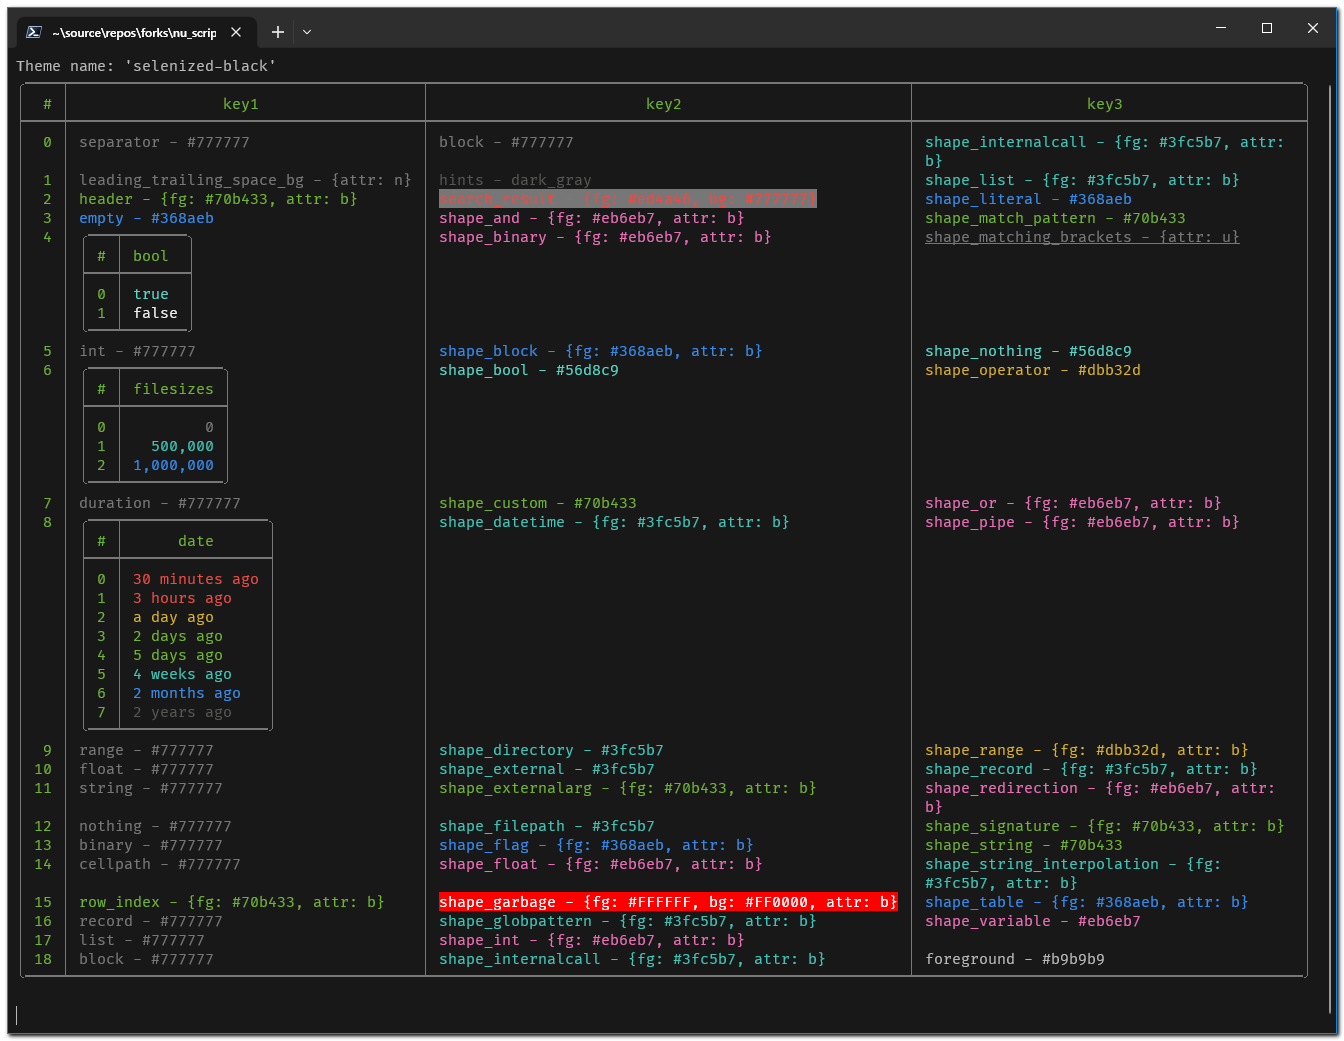 ~\source\repos\forks\nu_scrip
Theme name: 'selenized-black'
# key1 key2 key3
0 separator - #777777 block - #777777 shape_internalcall - {fg: #3fc5b7, attr:
b}
1 leading_trailing_space_bg - {attr: n} hints - dark_gray shape_list - {fg: #3fc5b7, attr: b}
2 header - {fg: #70b433, attr: b} search_result - {fg: #ed4a46, bg: #777777} shape_literal - #368aeb
3 empty - #368aeb shape_and - {fg: #eb6eb7, attr: b} shape_match_pattern - #70b433
4 shape_binary - {fg: #eb6eb7, attr: b} shape_matching_brackets - {attr: u}
# bool
0 true
1 false
5 int - #777777 shape_block - {fg: #368aeb, attr: b} shape_nothing - #56d8c9
6 shape_bool - #56d8c9 shape_operator - #dbb32d
# filesizes
0 0
1 500,000
2 1,000,000
7 duration - #777777 shape_custom - #70b433 shape_or - {fg: #eb6eb7, attr: b}
8 shape_datetime - {fg: #3fc5b7, attr: b} shape_pipe - {fg: #eb6eb7, attr: b}
# date
0 30 minutes ago
1 3 hours ago
2 a day ago
3 2 days ago
4 5 days ago
5 4 weeks ago
6 2 months ago
7 2 years ago
9 range - #777777 shape_directory - #3fc5b7 shape_range - {fg: #dbb32d, attr: b}
10 float - #777777 shape_external - #3fc5b7 shape_record - {fg: #3fc5b7, attr: b}
11 string - #777777 shape_externalarg - {fg: #70b433, attr: b} shape_redirection - {fg: #eb6eb7, attr:
b}
12 nothing - #777777 shape_filepath - #3fc5b7 shape_signature - {fg: #70b433, attr: b}
13 binary - #777777 shape_flag - {fg: #368aeb, attr: b} shape_string - #70b433
14 cellpath - #777777 shape_float - {fg: #eb6eb7, attr: b} shape_string_interpolation - {fg:
#3fc5b7, attr: b}
15 row_index - {fg: #70b433, attr: b} shape_garbage - {fg: #FFFFFF, bg: #FF0000, attr: b} shape_table - {fg: #368aeb, attr: b}
16 record - #777777 shape_globpattern - {fg: #3fc5b7, attr: b} shape_variable - #eb6eb7
17 list - #777777 shape_int - {fg: #eb6eb7, attr: b}
18 block - #777777 shape_internalcall - {fg: #3fc5b7, attr: b} foreground - #b9b9b9